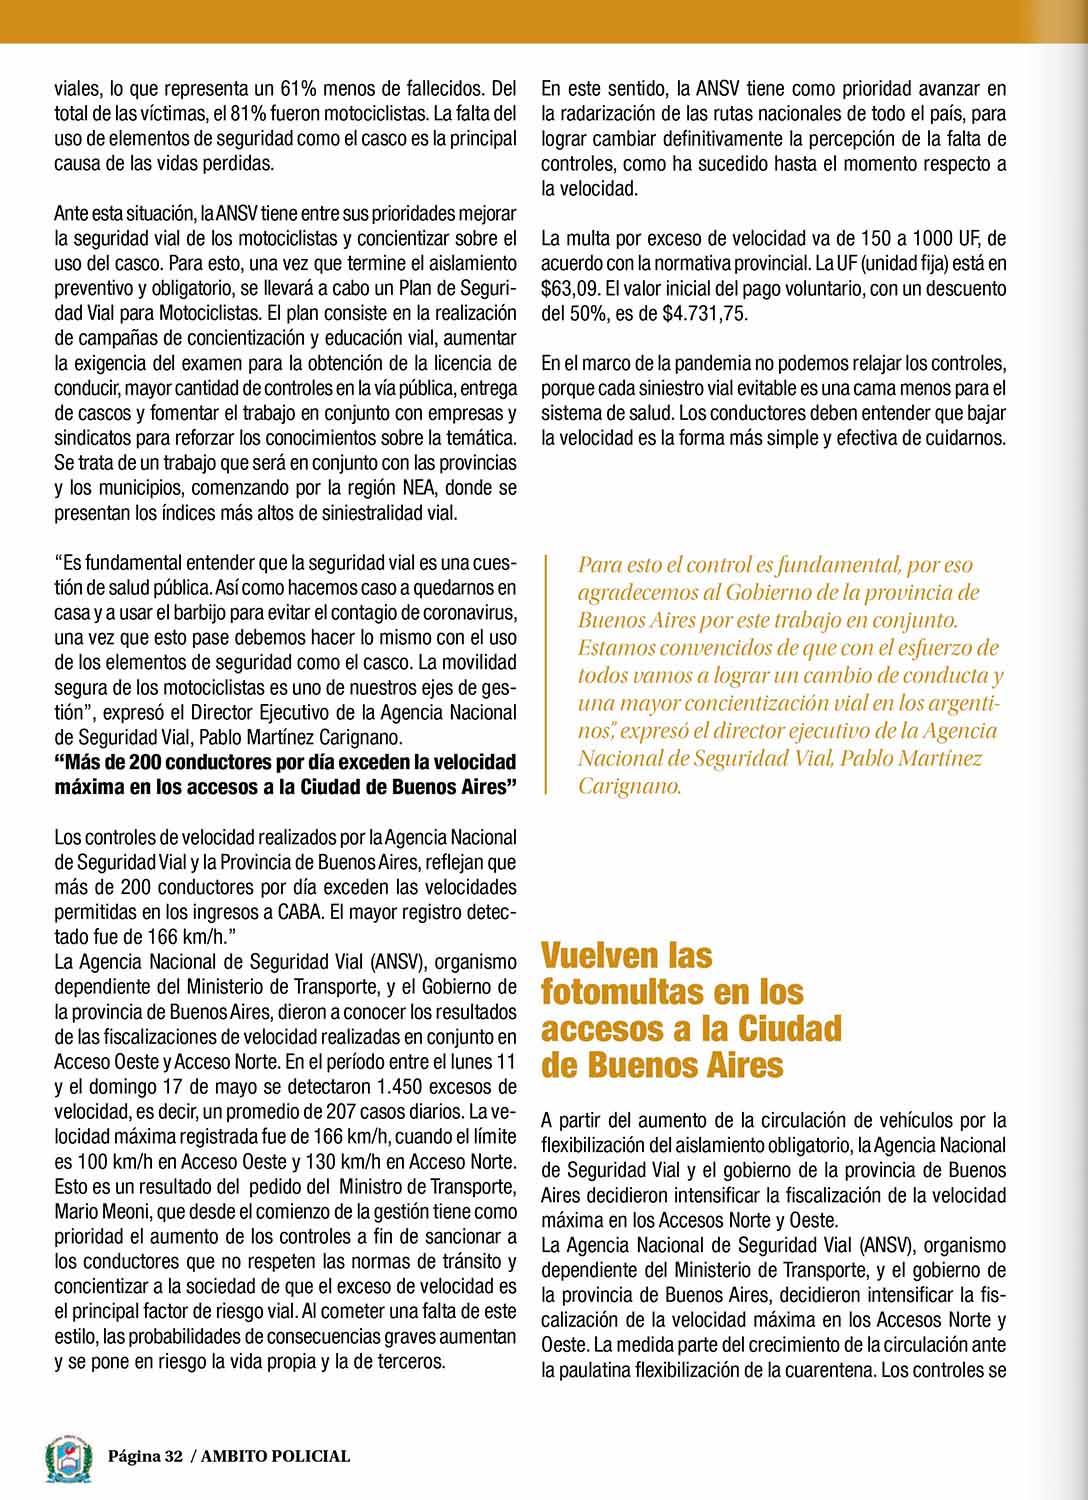 viales, lo que representa un 61% menos de fallecidos. Del
total de las víctimas, el 81% fueron motociclistas. La falta del
uso de elementos de seguridad como el casco es la principal
causa de las vidas perdidas.
Ante esta situación, la ANSV tiene entre sus prioridades mejorar
la seguridad vial de los motociclistas y concientizar sobre el
uso del casco. Para esto, una vez que termine el aislamiento
preventivo y obligatorio, se llevará a cabo un Plan de Seguri-
dad Vial para Motociclistas. El plan consiste en la realización
de campañas de concientización y educación vial, aumentar
la exigencia del examen para la obtención de la licencia de
conducir, mayor cantidad de controles en la vía pública, entrega
de cascos y fomentar el trabajo en conjunto con empresas y
sindicatos para reforzar los conocimientos sobre la temática.
Se trata de un trabajo que será en conjunto con las provincias
y los municipios, comenzando por la región NEA, donde se
presentan los índices más altos de siniestralidad vial.
“Es fundamental entender que la seguridad vial es una cues-
tión de salud pública. Así como hacemos caso a quedarnos en
casa y a usar el barbijo para evitar el contagio de coronavirus,
una vez que esto pase debemos hacer lo mismo con el uso
de los elementos de seguridad como el casco. La movilidad
segura de los motociclistas es uno de nuestros ejes de ges-
tión”, expresó el Director Ejecutivo de la Agencia Nacional
de Seguridad Vial, Pablo Martínez Carignano.
“Más de 200 conductores por día exceden la velocidad
máxima en los accesos a la Ciudad de Buenos Aires”
Los controles de velocidad realizados por la Agencia Nacional
de Seguridad Vial y la Provincia de Buenos Aires, reflejan que
más de 200 conductores por día exceden las velocidades
permitidas en los ingresos a CABA. El mayor registro detec-
tado fue de 166 km/h.”
La Agencia Nacional de Seguridad Vial (ANSV), organismo
dependiente del Ministerio de Transporte, y el Gobierno de
la provincia de Buenos Aires, dieron a conocer los resultados
de las fiscalizaciones de velocidad realizadas en conjunto en
Acceso Oeste y Acceso Norte. En el período entre el lunes 11
y el domingo 17 de mayo se detectaron 1.450 excesos de
velocidad, es decir, un promedio de 207 casos diarios. La ve-
locidad máxima registrada fue de 166 km/h, cuando el límite
es 100 km/h en Acceso Oeste y 130 km/h en Acceso Norte.
Esto es un resultado del pedido del Ministro de Transporte,
Mario Meoni, que desde el comienzo de la gestión tiene como
prioridad el aumento de los controles a fin de sancionar a
los conductores que no respeten las normas de tránsito y
concientizar a la sociedad de que el exceso de velocidad es
el principal factor de riesgo vial. Al cometer una falta de este
estilo, las probabilidades de consecuencias graves aumentan
y se pone en riesgo la vida propia y la de terceros.
En este sentido, la ANSV tiene como prioridad avanzar en
la radarización de las rutas nacionales de todo el país, para
lograr cambiar definitivamente la percepción de la falta de
controles, como ha sucedido hasta el momento respecto a
la velocidad.
La multa por exceso de velocidad va de 150 a 1000 UF, de
acuerdo con la normativa provincial. La UF (unidad fija) está en
$63,09. El valor inicial del pago voluntario, con un descuento
del 50%, es de $4.731,75.
En el marco de la pandemia no podemos relajar los controles,
porque cada siniestro vial evitable es una cama menos para el
sistema de salud. Los conductores deben entender que bajar
la velocidad es la forma más simple y efectiva de cuidarnos.
Para esto el control es fundamental, por eso
agradecemos al Gobierno de la provincia de
Buenos Aires por este trabajo en conjunto.
Estamos convencidos de que con el esfuerzo de
todos vamos a lograr un cambio de conducta y
una mayor concientización vial en los argenti-
nos”, expresó el director ejecutivo de la Agencia
Nacional de Seguridad Vial, Pablo Martínez
Carignano.
Vuelven las
fotomultas en los
accesos a la Ciudad
de Buenos Aires
A partir del aumento de la circulación de vehículos por la
flexibilización del aislamiento obligatorio, la Agencia Nacional
de Seguridad Vial y el gobierno de la provincia de Buenos
Aires decidieron intensificar la fiscalización de la velocidad
máxima en los Accesos Norte y Oeste.
La Agencia Nacional de Seguridad Vial (ANSV), organismo
dependiente del Ministerio de Transporte, y el gobierno de
la provincia de Buenos Aires, decidieron intensificar la fis-
calización de la velocidad máxima en los Accesos Norte y
Oeste. La medida parte del crecimiento de la circulación ante
la paulatina flexibilización de la cuarentena. Los controles se
Página 32 / AMBITO POLICIAL